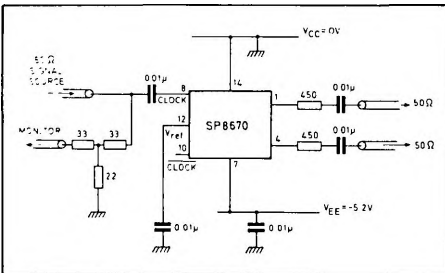 VCC=0V
50 Ω
SIGNAL
SOURCE
0.01µ
8
CLOCK
14
1
450
0.01µ
50Ω
MONITOR
33
33
12
Vref
SP8670
10
CLOCK
4
450
0.01µ
50Ω
22
7
VEE=-5.2V
0.01µ
0.01µ